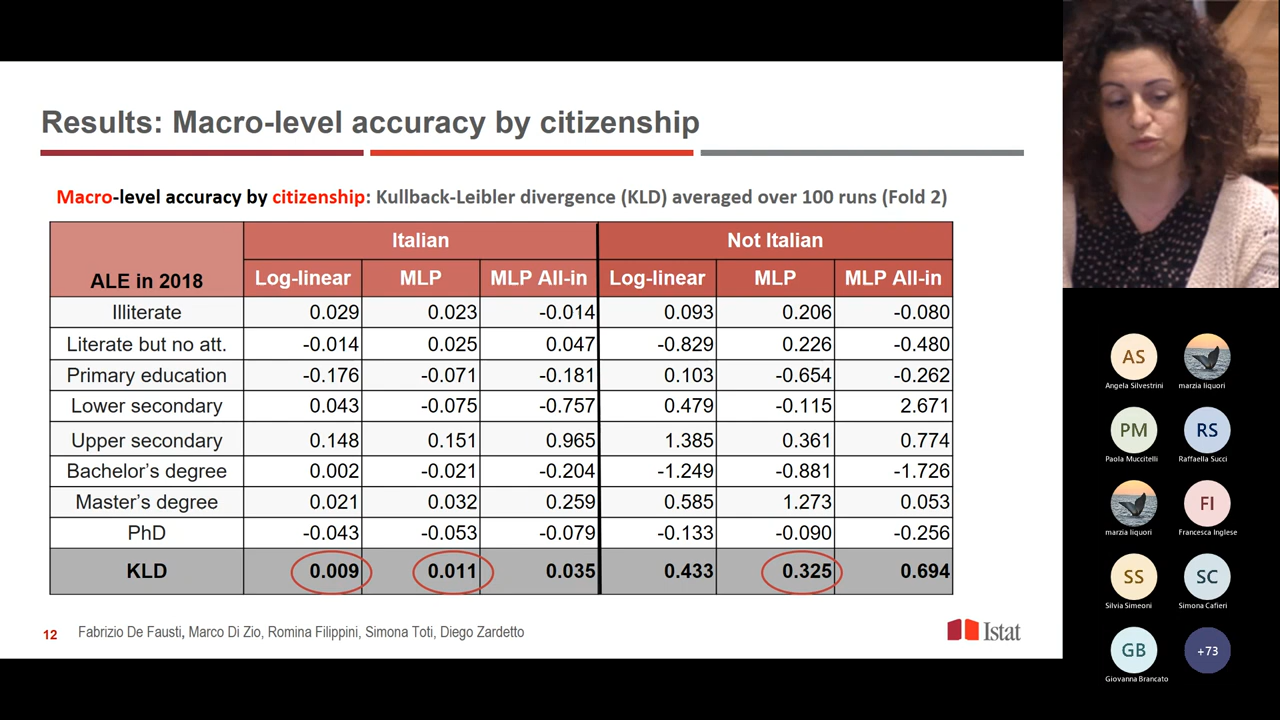 Results: Macro-level accuracy by citizenship
Macro-level accuracy by citizenship: Kullback-Leibler divergence (KLD) averaged over 100 runs (Fold 2)
ALE in 2018 Italian Not Italian
Log-linear MLP MLP All-in Log-linear MLP MLP All-in
Illiterate 0.029 0.023 -0.014 0.093 0.206 -0.080
Literate but no att. -0.014 0.025 0.047 -0.829 0.226 -0.480
Primary education -0.176 -0.071 -0.181 0.103 -0.654 -0.262
Lower secondary 0.043 -0.075 -0.757 0.479 -0.115 2.671
Upper secondary 0.148 0.151 0.965 1.385 0.361 0.774
Bachelor's degree 0.002 -0.021 -0.204 -1.249 -0.881 -1.726
Master's degree 0.021 0.032 0.259 0.585 1.273 0.053
PhD -0.043 -0.053 -0.079 -0.133 -0.090 -0.256
KLD 0.009 0.011 0.035 0.433 0.325 0.694
12 Fabrizio De Fausti, Marco Di Zio, Romina Filippini, Simona Toti, Diego Zardetto
Istat
AS
Angela Silvestrini marzia liquori
PM RS
Paola Muccitelli Raffaella Succi
FI
marzia liquori Francesca Inglese
SS SC
Silvia Simeoni Simona Cafieri
GB +73
Giovanna Brancato